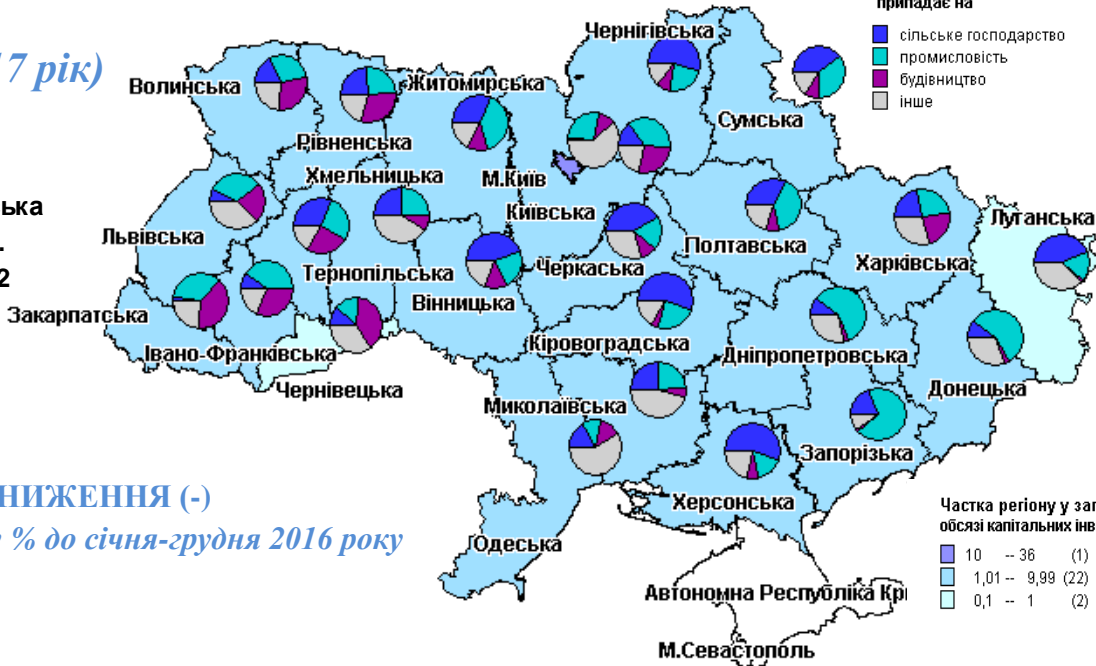 припадає на
сільське господарство
промисловість
будівництво
інше
7 рік)
Чернігівська
Волинська
Житомирська
Рівненська
Сумська
Хмельницька
М.Київ
Київська
ька
Львівська
Полтавська
Луганська
Харківська
2
Тернопільська
Вінницька
Черкаська
Закарпатська
Івано-Франківська
Кіровоградська
Дніпропетровська
Чернівецька
Донецька
Миколаївська
Запорізька
НИЖЕННЯ (-)
Херсонська
% до січня-грудня 2016 року
Одеська
Частка регіону у заг
обсязі капітальних інв
10 -- 36 (1)
1,01 -- 9,99 (22)
0,1 -- 1 (2)
Автономна Республіка Кр
М.Севастополь